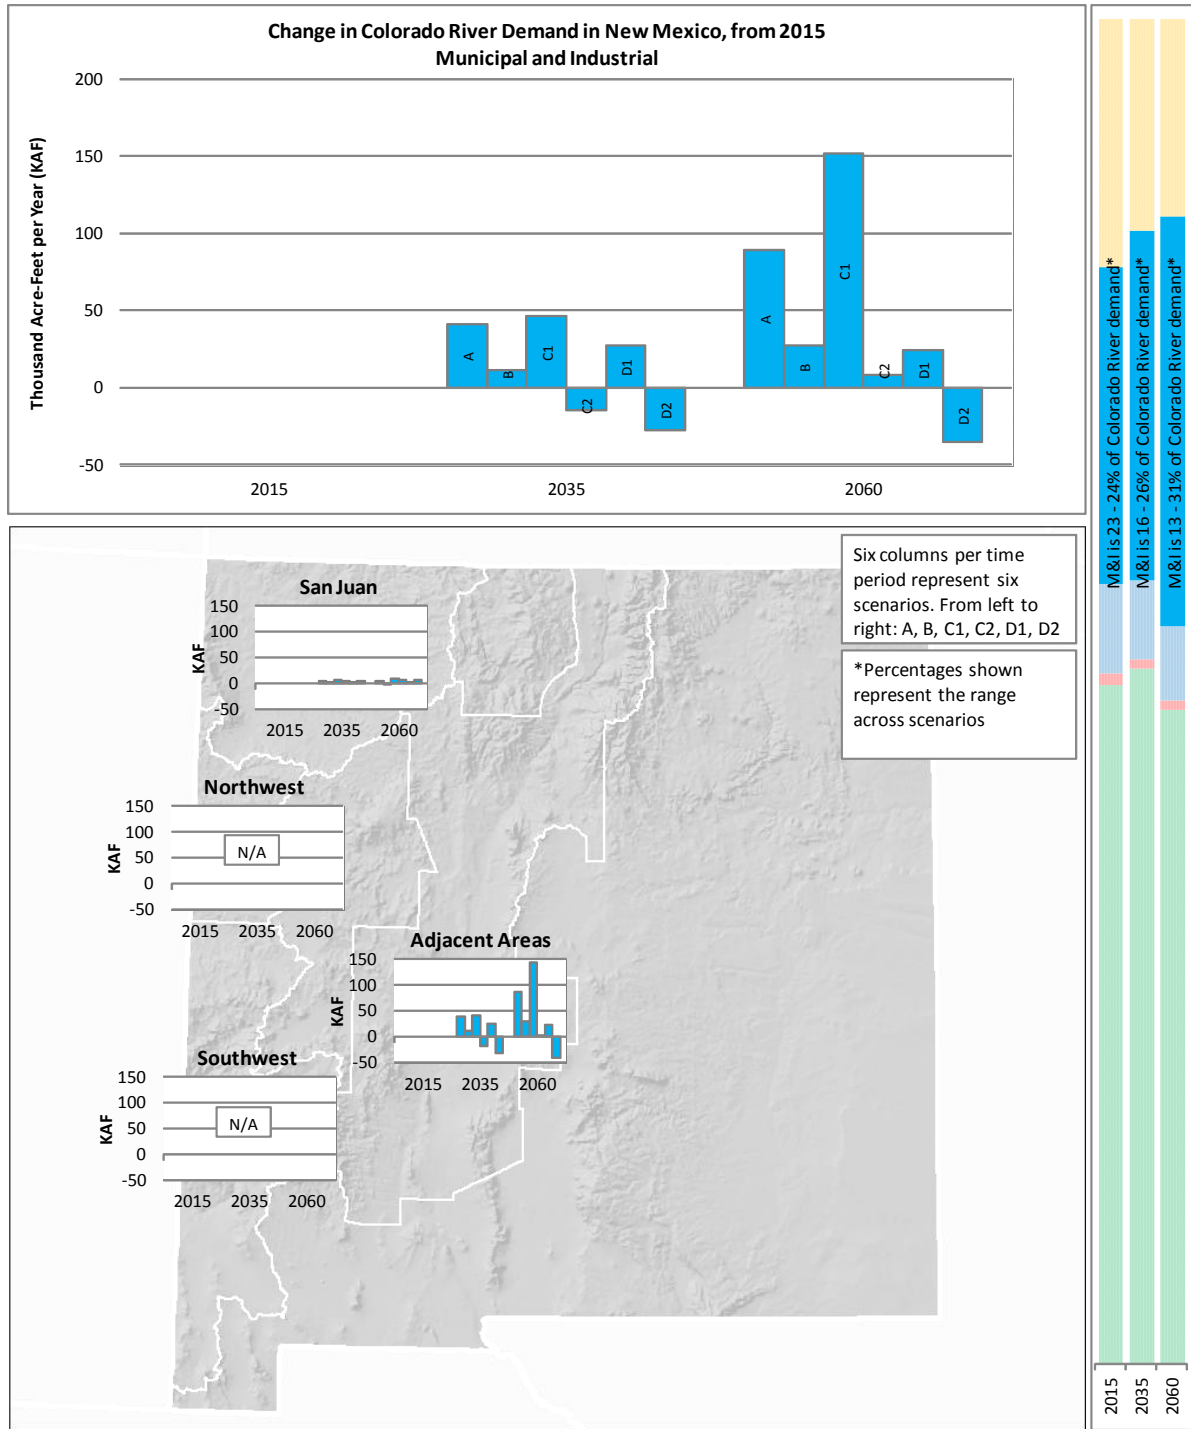 Change in Colorado River Demand in New Mexico, from 2015
Municipal and Industrial
Thousand Acre-Feet per Year (KAF)
200
150
100
50
0
-50
A
B
C1
C2
D1
D2
A
B
C1
C2
D1
D2
2015
2035
2060
Six columns per time
period represent six
scenarios. From left to
right: A, B, C1, C2, D1, D2
*Percentages shown
represent the range
across scenarios
San Juan
KAF
150
100
50
0
-50
2015
2035
2060
Northwest
KAF
150
100
50
0
-50
N/A
2015
2035
2060
Adjacent Areas
KAF
150
100
50
0
-50
2015
2035
2060
Southwest
KAF
150
100
50
0
-50
N/A
2015
2035
2060
M&I is 23 - 24% of Colorado River demand*
M&I is 16 - 26% of Colorado River demand*
M&I is 13 - 31% of Colorado River demand*
2015
2035
2060